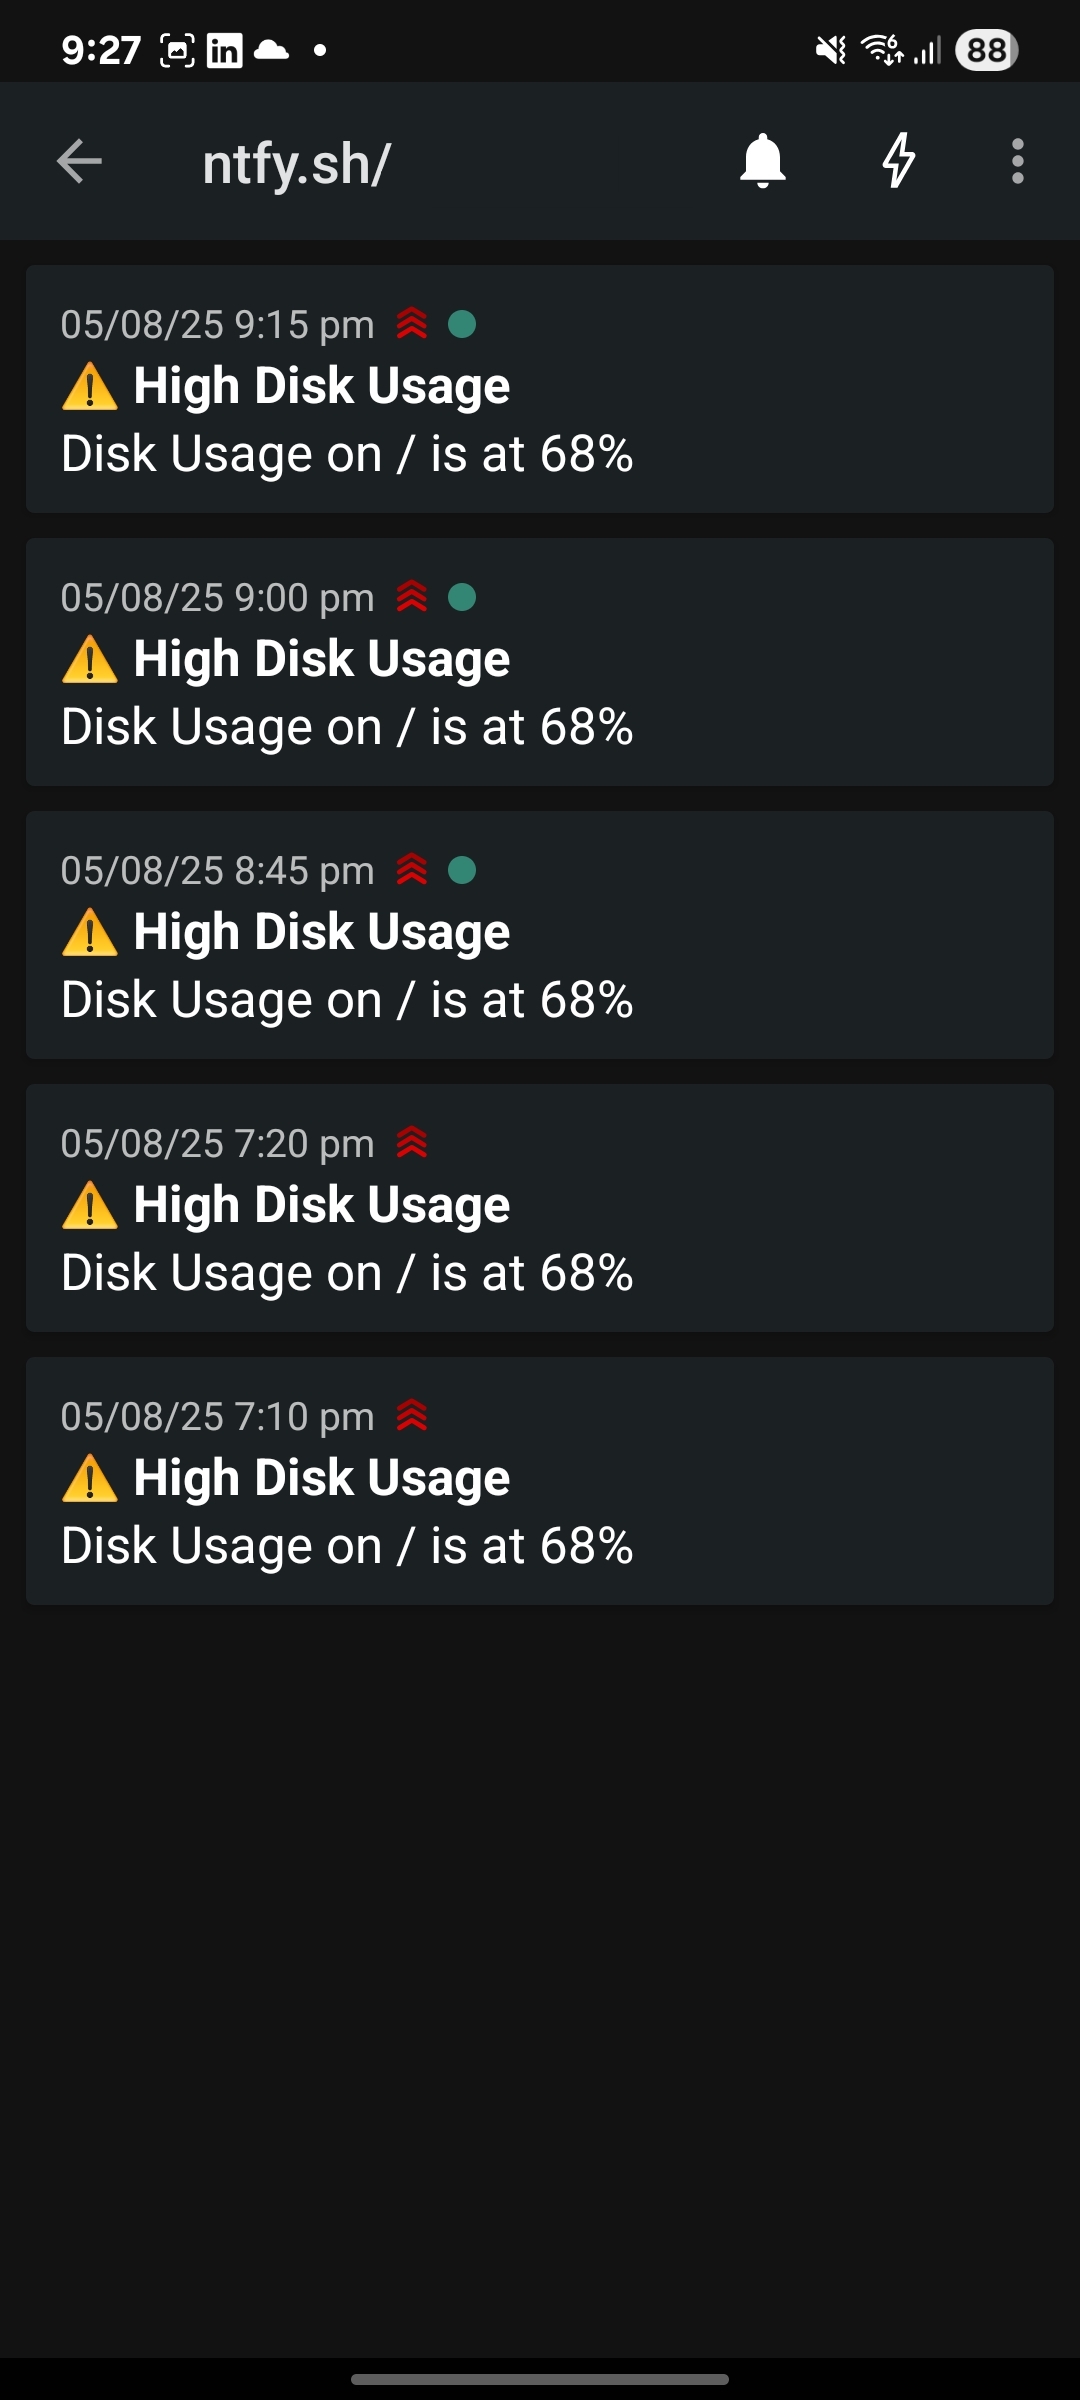 9:27
in
6
88
ntfy.sh/
05/08/25 9:15 pm
⚠️ High Disk Usage
Disk Usage on / is at 68%
05/08/25 9:00 pm
⚠️ High Disk Usage
Disk Usage on / is at 68%
05/08/25 8:45 pm
⚠️ High Disk Usage
Disk Usage on / is at 68%
05/08/25 7:20 pm
⚠️ High Disk Usage
Disk Usage on / is at 68%
05/08/25 7:10 pm
⚠️ High Disk Usage
Disk Usage on / is at 68%